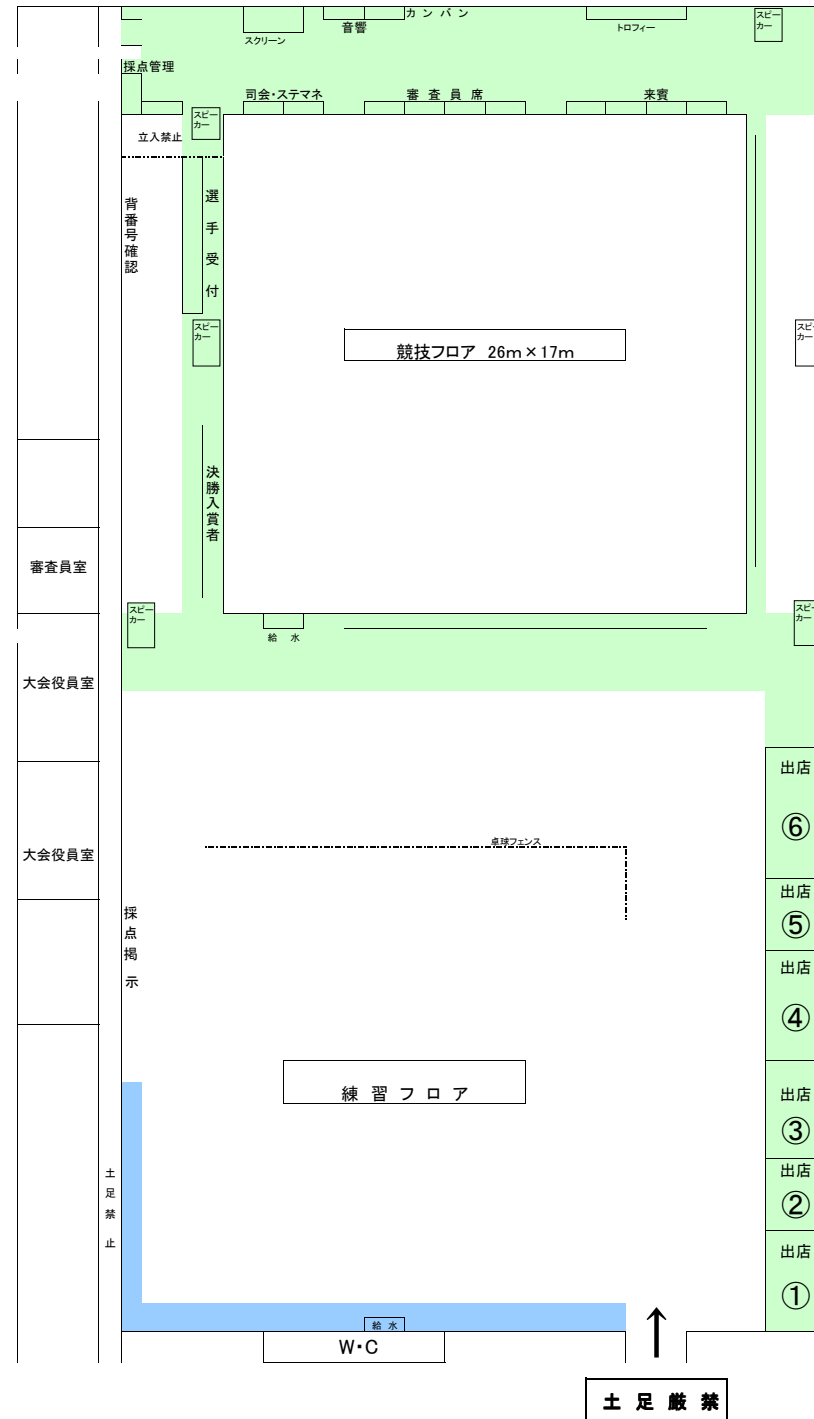 カンバン
スクリーン
音響
トロフィー
スピーカー
採点管理
司会・ステマネ
審査員席
来賓
スピーカー
立入禁止
背番号確認
選手受付
スピーカー
競技フロア 26m×17m
スピーカー
決勝入賞者
審査員室
スピーカー
給水
スピーカー
大会役員室
出店
⑥
卓球フェンス
大会役員室
出店
⑤
採点掲示
出店
④
練習フロア
出店
③
土足禁止
出店
②
出店
①
給水
W・C
↑
土足厳禁